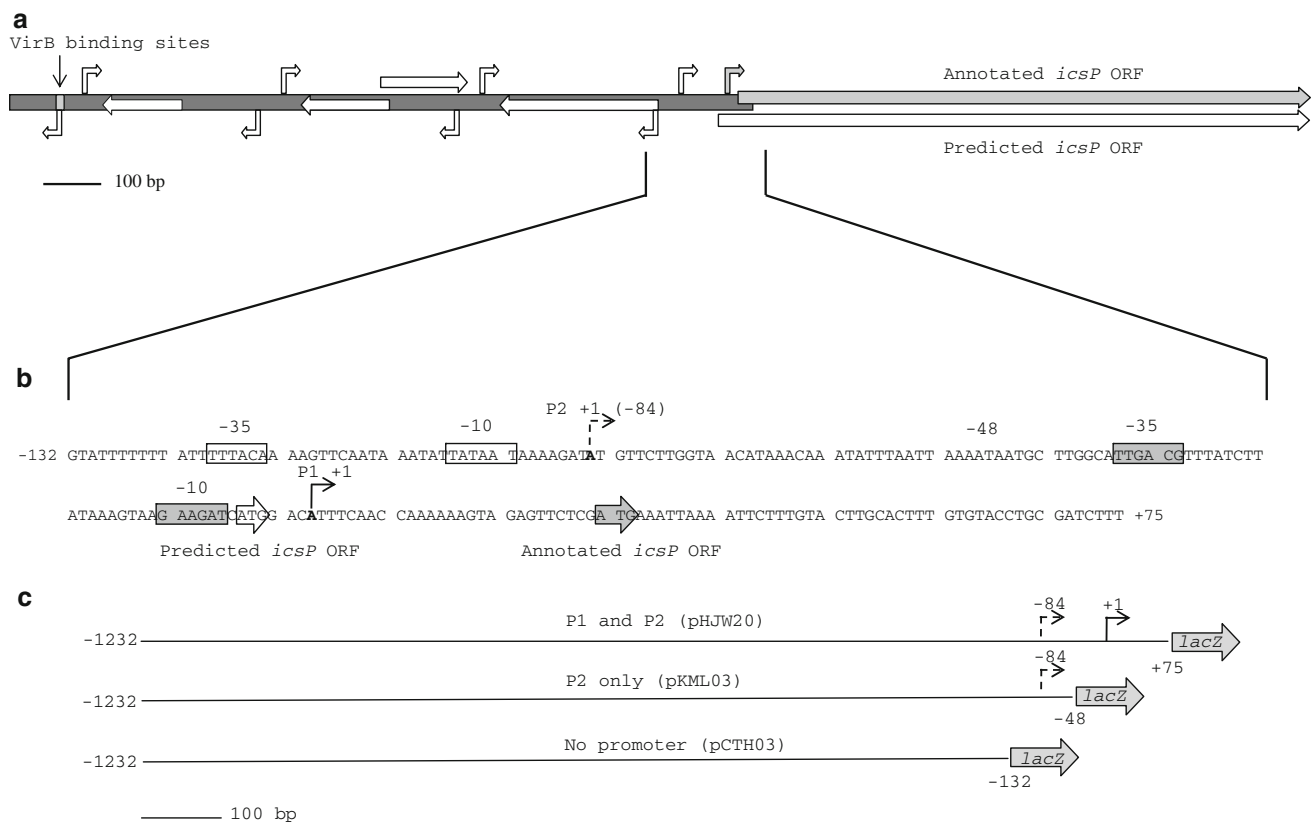 a
VirB binding sites
Annotated icsP ORF
Predicted icsP ORF
100 bp
b
P2 +1 (-84)
-35 -10 -48 -35
-132 GTATTTTTTT ATTTTTACAA AAGTTCAATA AATATTATAA TAAAAGATAT GTTCTTGGTA ACATAAACAA ATATTTAATT AAAATAATGC TTGGCATTGA CGTTTATCTT
-10 P1 +1
ATAAAGTAAG AAGATCATGG ACATTTCAAC CAAAAAAGTA GAGTTCTCGA TGAAATTAAA ATTCTTTGTA CTTGCACTTT GTGTACCTGC GATCTTT +75
Predicted icsP ORF Annotated icsP ORF
c
-84 +1
P1 and P2 (pHJW20)
-1232 lacZ
-84 +75
P2 only (pKML03)
-1232 lacZ
-48
No promoter (pCTH03)
-1232 lacZ
-132
100 bp